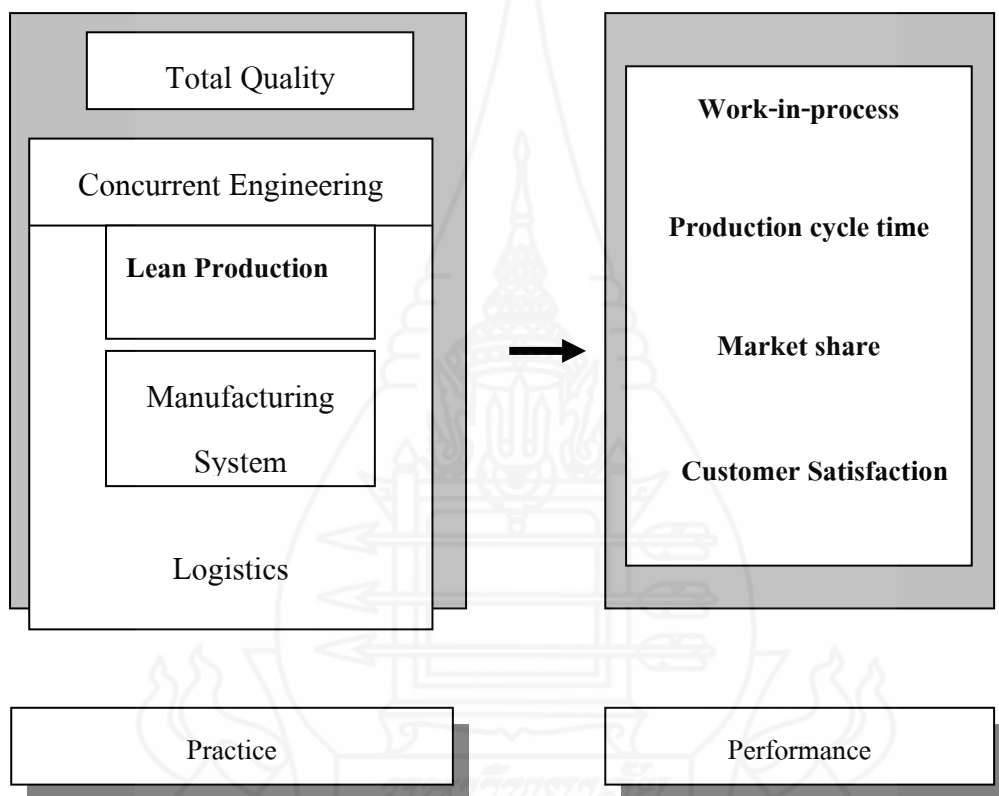 Total Quality
Concurrent Engineering
Lean Production
Manufacturing
System
Logistics
Work-in-process
Production cycle time
Market share
Customer Satisfaction
Practice
Performance